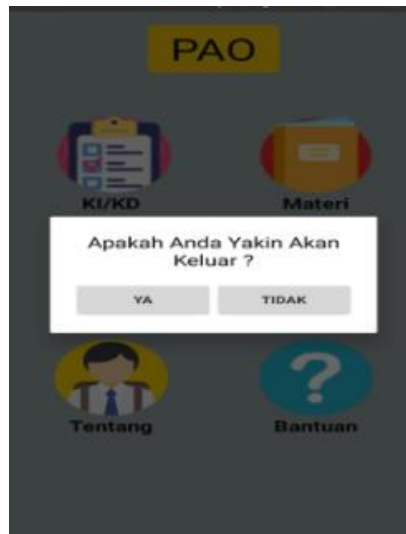 PAO
KI/KD
Materi
Apakah Anda Yakin Akan
Keluar ?
YA
TIDAK
Tentang
Bantuan